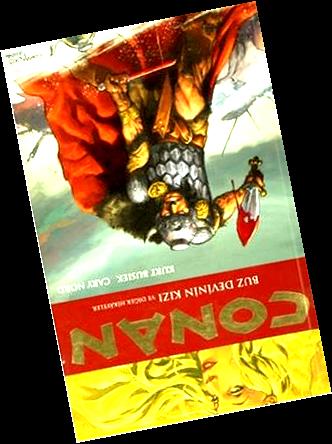 CONAN
BUZ DEVİNİN KIZI VE DİĞER HİKAYELER
KURT BUSIEK, CARY NORD